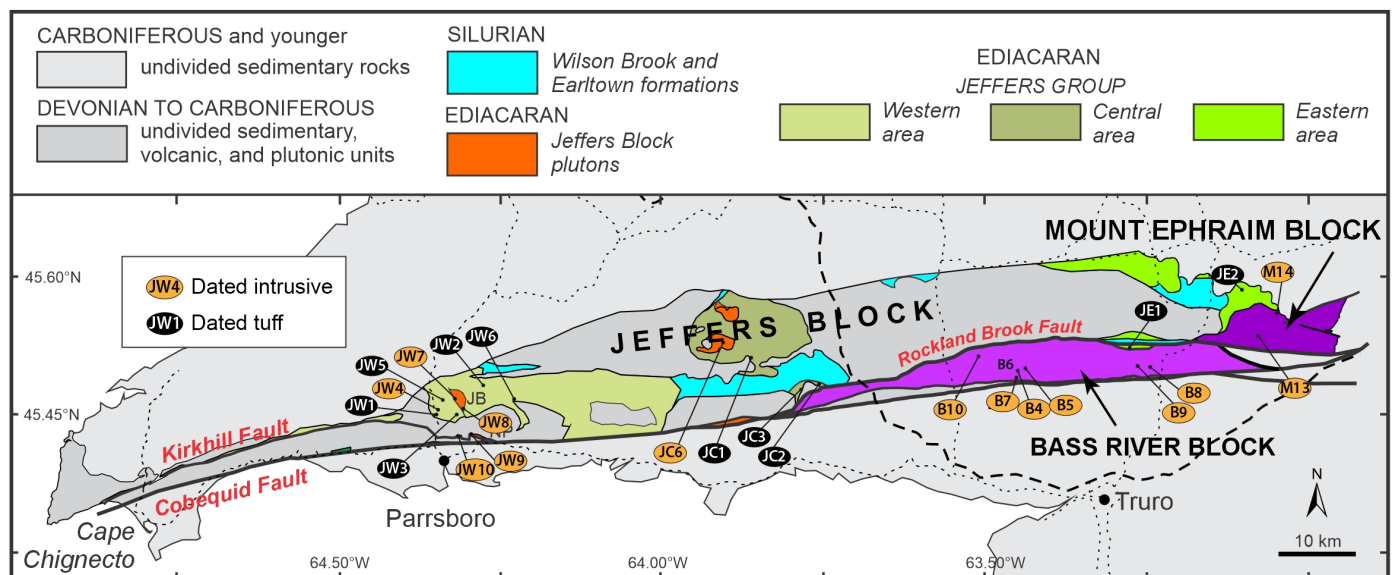 CARBONIFEROUS and younger
undivided sedimentary rocks
DEVONIAN TO CARBONIFEROUS
undivided sedimentary,
volcanic, and plutonic units
SILURIAN
Wilson Brook and
Earltown formations
EDIACARAN
Jeffers Block
plutons
EDIACARAN
JEFFERS GROUP
Western
area
Central
area
Eastern
area
JW4 Dated intrusive
JW1 Dated tuff
45.60°N
45.45°N
MOUNT EPHRAIM BLOCK
JE2
M14
JE1
JEFFERS BLOCK
Rockland Brook Fault
JW6
JW2
JW7
JW5
JW4
JW1
JB
JW8
B6
B10
B7
B4
B5
B8
B9
M13
BASS RIVER BLOCK
Kirkhill Fault
Cobequid Fault
JW3
JW10
JW9
JC6
JC1
JC3
JC2
Parrsboro
Truro
Cape
Chignecto
N
10 km
64.50°W
64.00°W
63.50°W